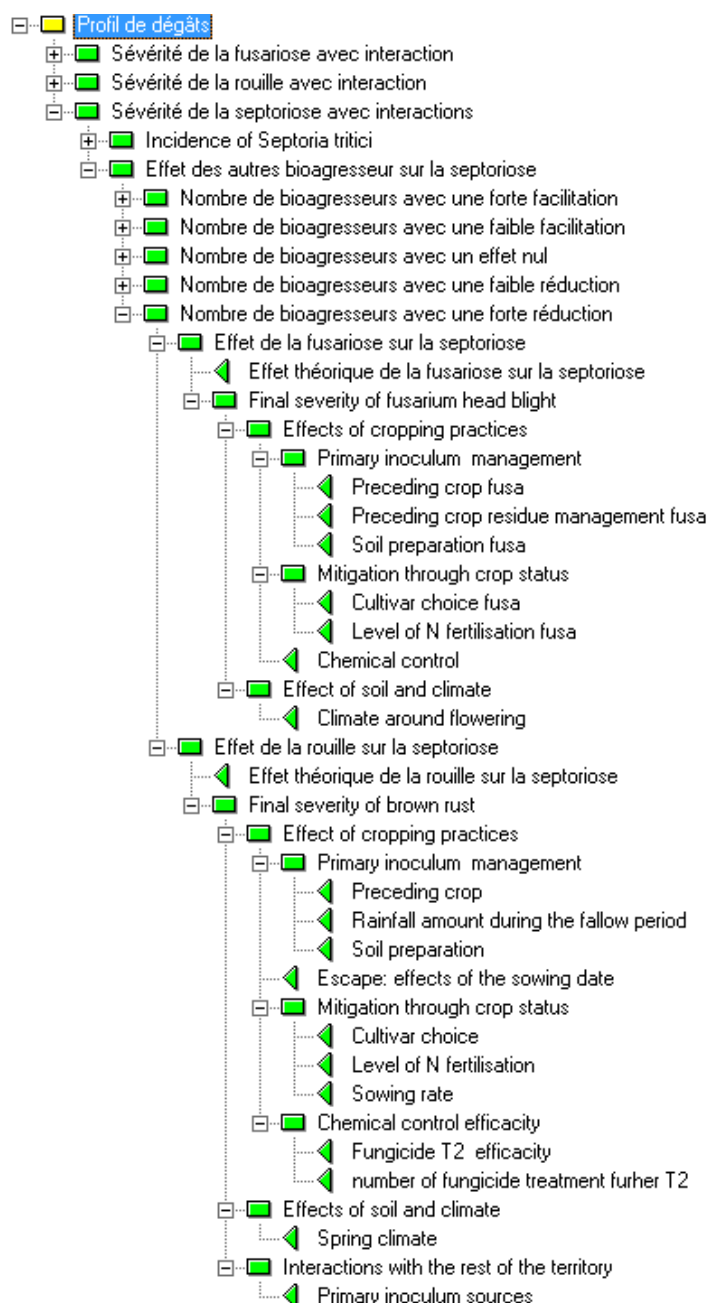 Profil de dégâts
Sévérité de la fusariose avec interaction
Sévérité de la rouille avec interaction
Sévérité de la septoriose avec interactions
Incidence of Septoria tritici
Effet des autres bioagresseur sur la septoriose
Nombre de bioagresseurs avec une forte facilitation
Nombre de bioagresseurs avec une faible facilitation
Nombre de bioagresseurs avec un effet nul
Nombre de bioagresseurs avec une faible réduction
Nombre de bioagresseurs avec une forte réduction
Effet de la fusariose sur la septoriose
Effet théorique de la fusariose sur la septoriose
Final severity of fusarium head blight
Effects of cropping practices
Primary inoculum management
Preceding crop fusa
Preceding crop residue management fusa
Soil preparation fusa
Mitigation through crop status
Cultivar choice fusa
Level of N fertilisation fusa
Chemical control
Effect of soil and climate
Climate around flowering
Effet de la rouille sur la septoriose
Effet théorique de la rouille sur la septoriose
Final severity of brown rust
Effect of cropping practices
Primary inoculum management
Preceding crop
Rainfall amount during the fallow period
Soil preparation
Escape: effects of the sowing date
Mitigation through crop status
Cultivar choice
Level of N fertilisation
Sowing rate
Chemical control efficacity
Fungicide T2 efficacity
number of fungicide treatment furher T2
Effects of soil and climate
Spring climate
Interactions with the rest of the territory
Primary inoculum sources